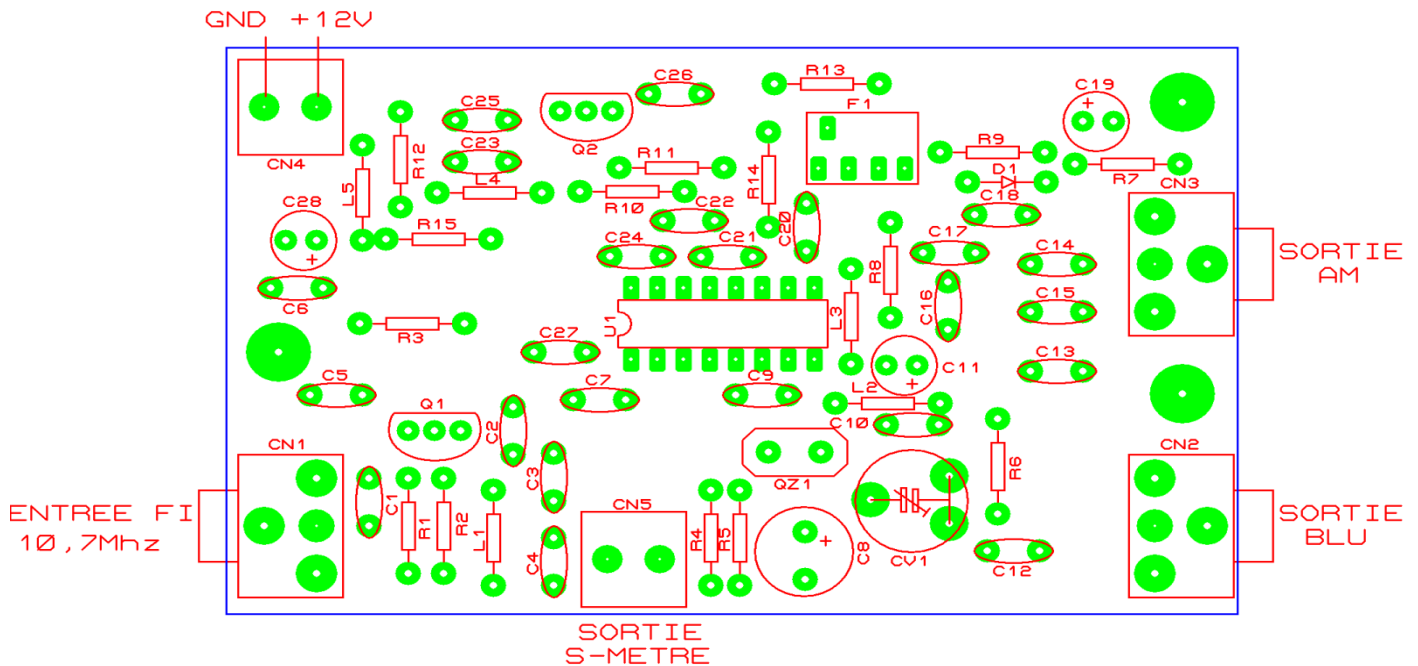 GND +12V
CN4
C25
C23
L4
R12
L5
C28
+
R15
C6
Q2
C26
R11
R10
C22
C24
C21
R13
F1
R14
C20
C19
+
R9
D1
R7
C18
CN3
C17
R8
C16
C14
C15
C13
SORTIE
AM
U1
L3
R3
C27
C5
C7
C9
C11
+
L2
C10
Q1
C2
C3
C4
CN1
C1
R1
R2
L1
ENTREE FI
10,7Mhz
CN5
R4
R5
QZ1
C8
+
CV1
R6
C12
CN2
SORTIE
BLU
SORTIE
S-METRE